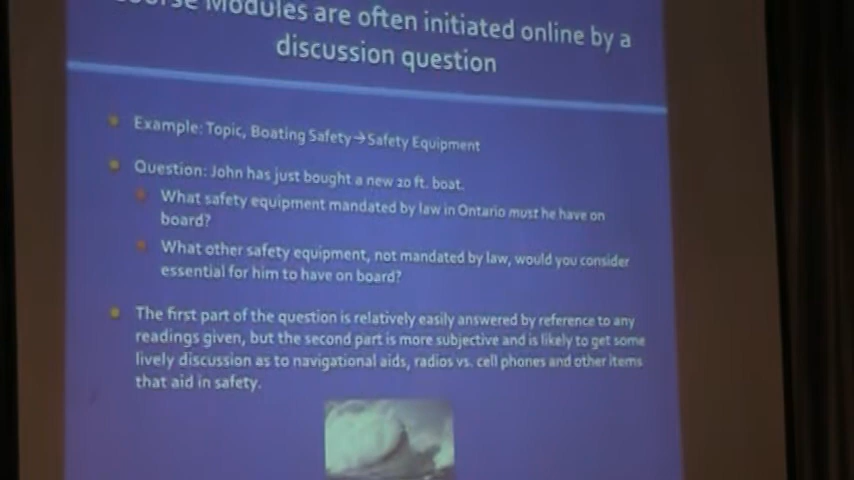 Modules are often initiated online by a
discussion question
Example: Topic, Boating Safety→Safety Equipment
Question: John has just bought a new 20 ft. boat.
What safety equipment mandated by law in Ontario must he have on
board?
What other safety equipment, not mandated by law, would you consider
essential for him to have on board?
The first part of the question is relatively easily answered by reference to any
readings given, but the second part is more subjective and is likely to get some
lively discussion as to navigational aids, radios vs. cell phones and other items
that aid in safety.